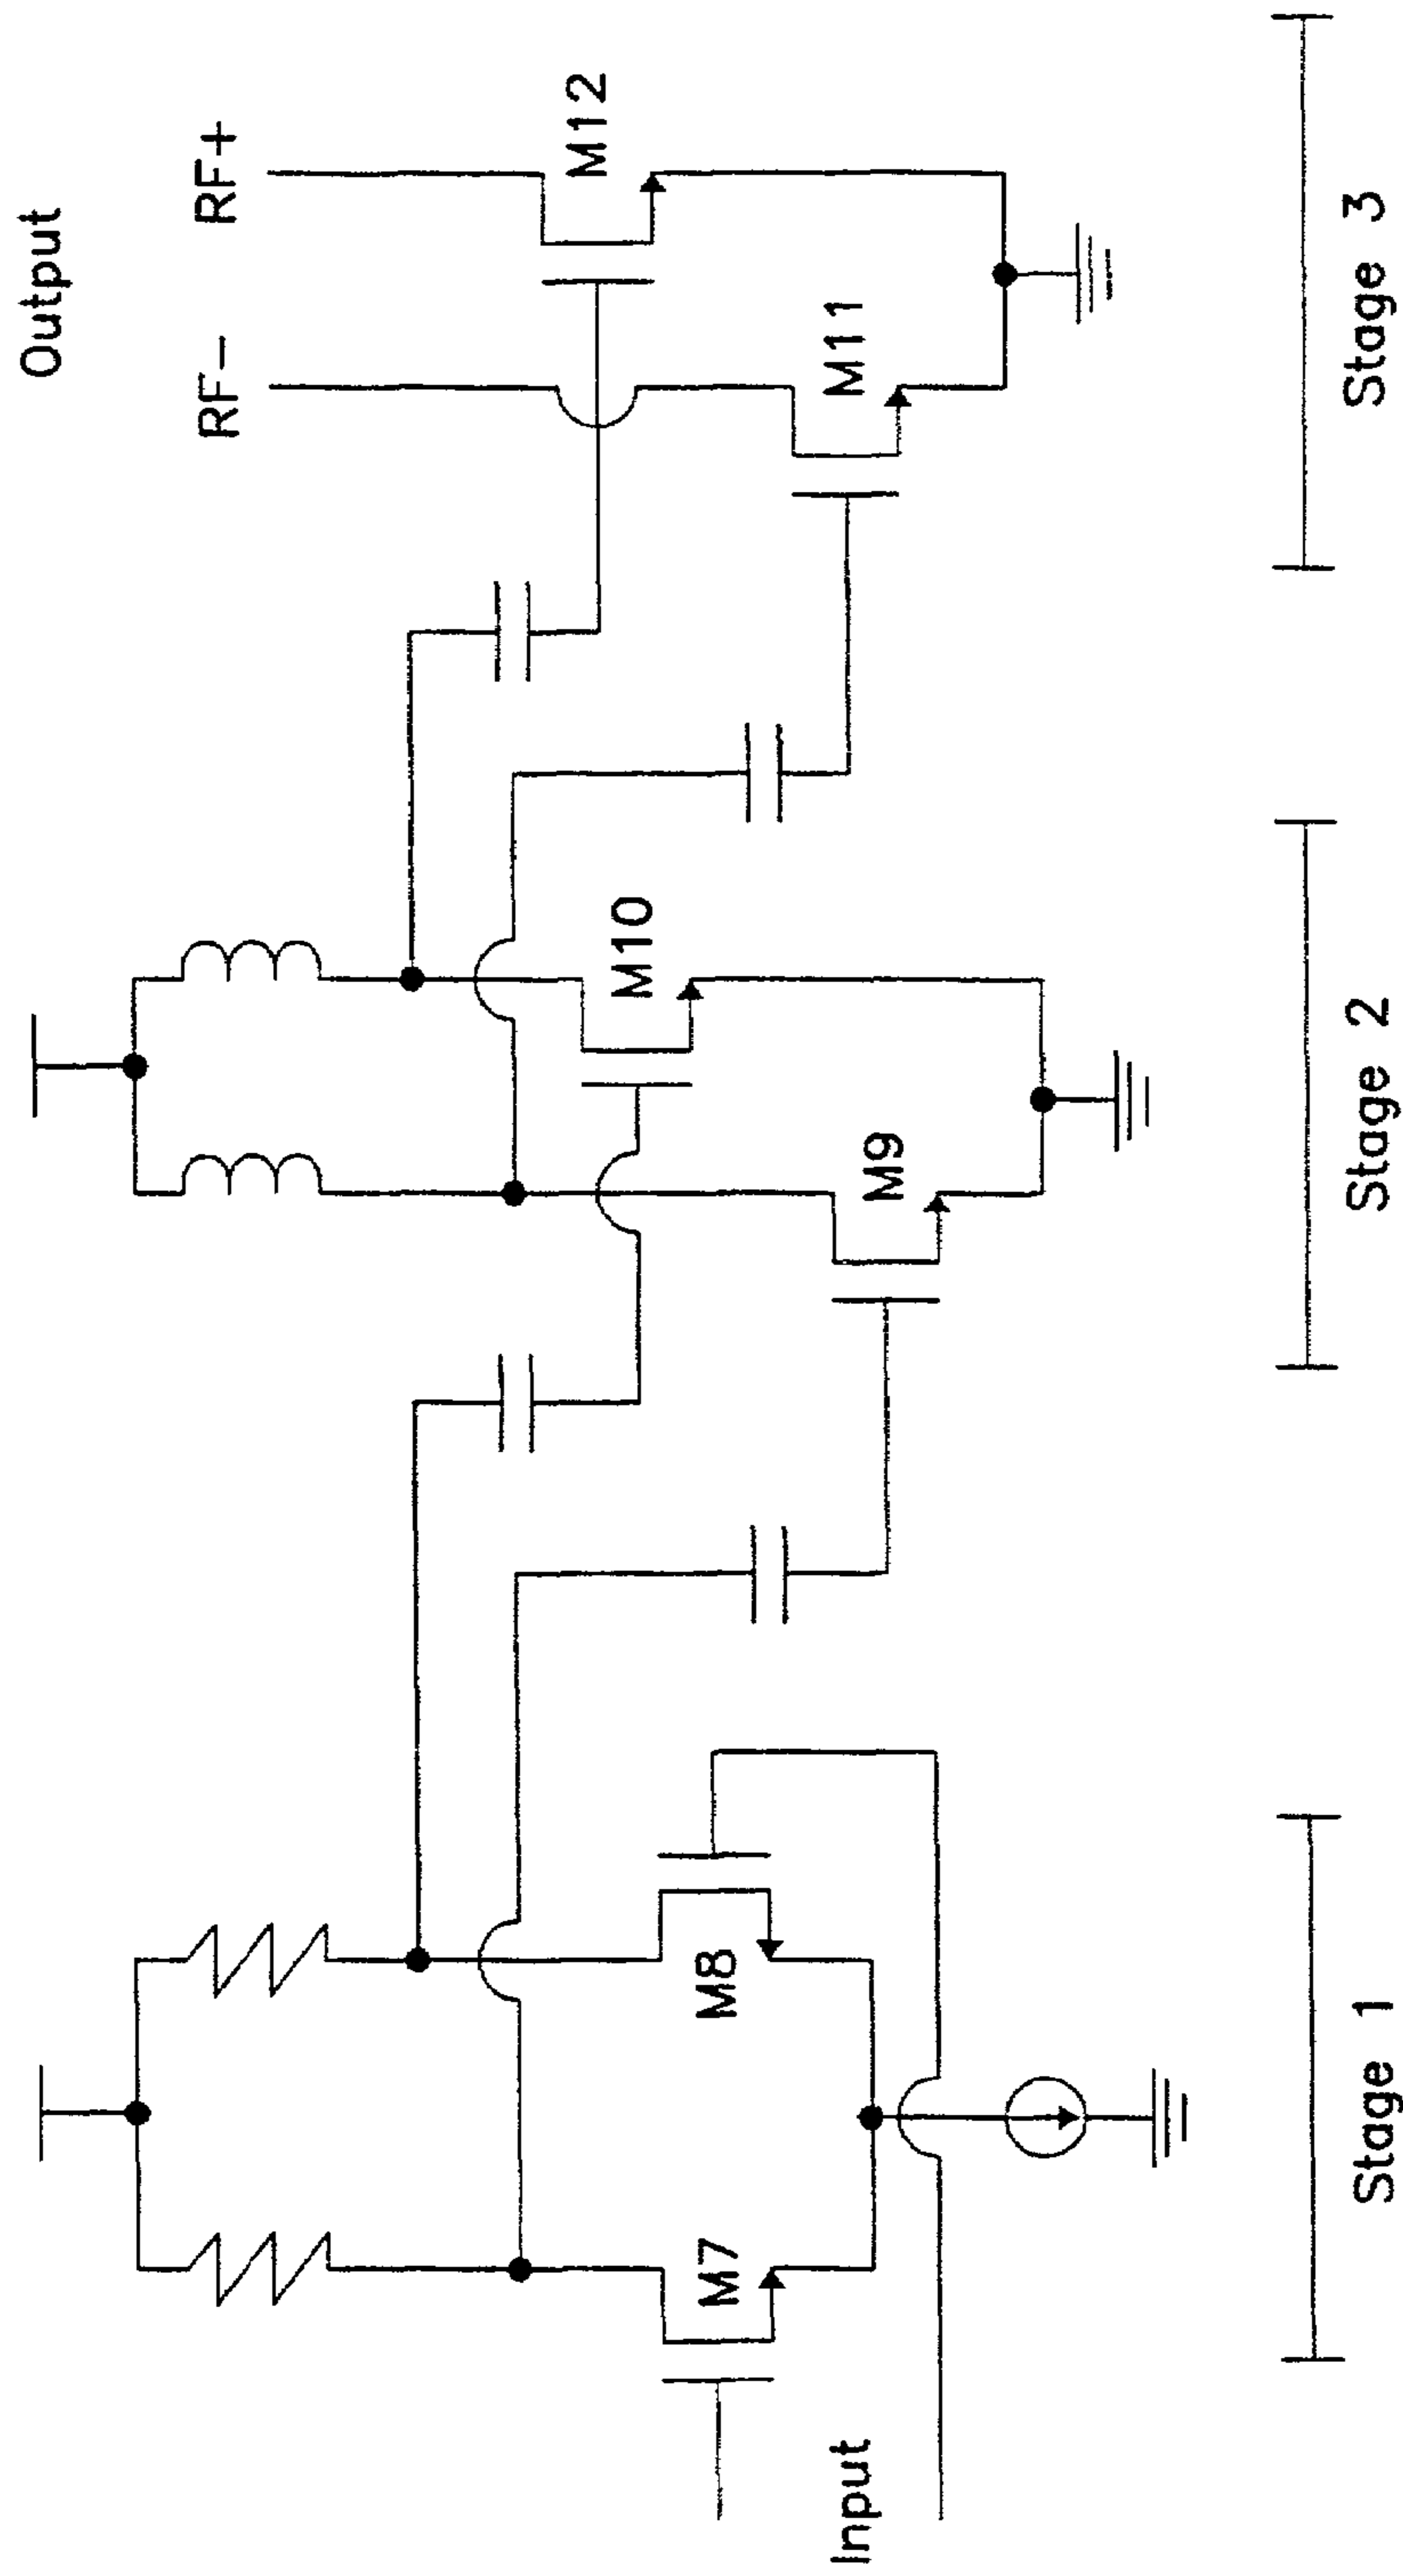 Output
RF- RF+
M12
M11
M10
M9
M8
M7
Input
Stage 1 Stage 2 Stage 3